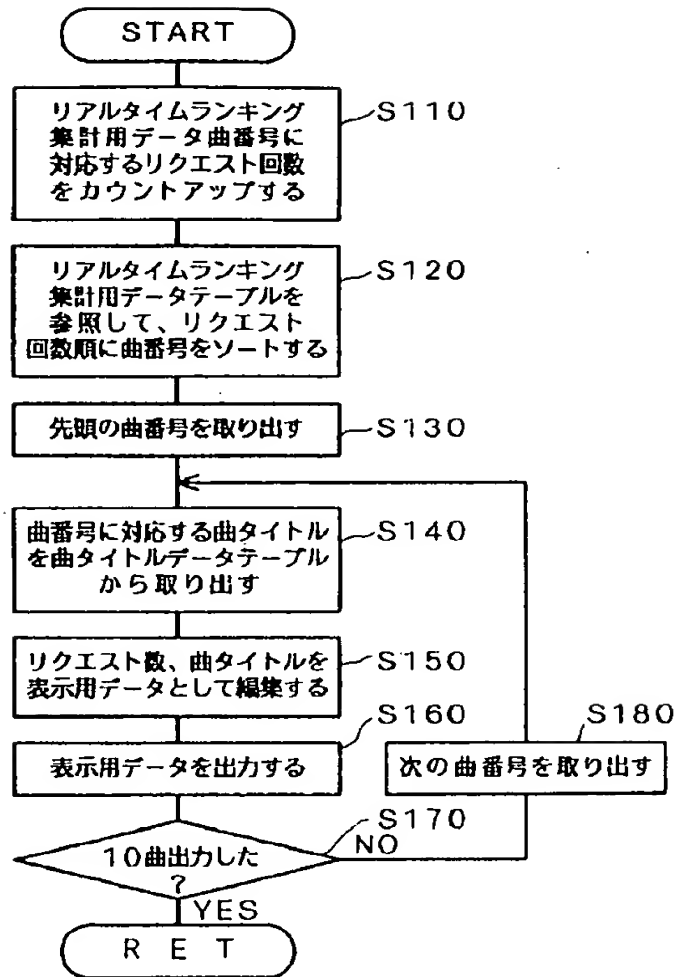 START
リアルタイムランキング
集計用データ曲番号に
対応するリクエスト回数
をカウントアップする
S110
リアルタイムランキング
集計用データテーブルを
参照して、リクエスト
回数順に曲番号をソートする
S120
先頭の曲番号を取り出す
S130
曲番号に対応する曲タイトル
を曲タイトルデータテーブル
から取り出す
S140
リクエスト数、曲タイトルを
表示用データとして編集する
S150
表示用データを出力する
S160
次の曲番号を取り出す
S180
10曲出力した
?
S170
NO
YES
RET